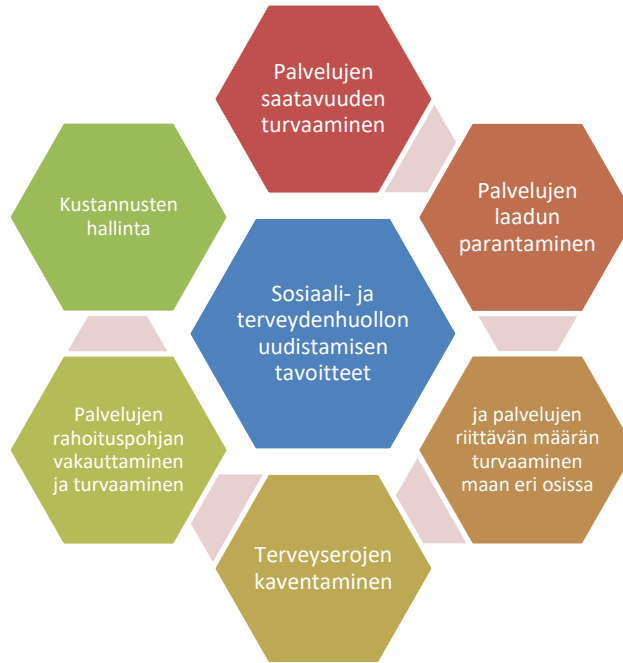 Palvelujen
saatavuuden
turvaaminen
Palvelujen
laadun
parantaminen
ja palvelujen
riittävän määrän
turvaaminen
maan eri osissa
Terveyserojen
kaventaminen
Palvelujen
rahoituspohjan
vakauttaminen
ja turvaaminen
Kustannusten
hallinta
Sosiaali- ja
terveydenhuollon
uudistamisen
tavoitteet